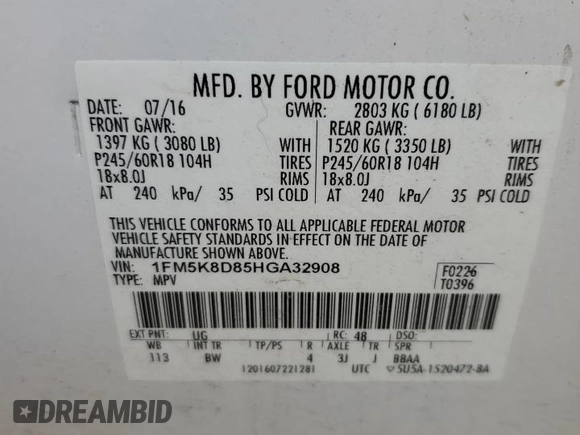 MFD. BY FORD MOTOR CO.
DATE: 07/16 GVWR: 2803 KG ( 6180 LB)
FRONT GAWR: REAR GAWR:
1397 KG ( 3080 LB) WITH 1520 KG ( 3350 LB) WITH
P245/60R18 104H TIRES P245/60R18 104H TIRES
18x8.0J RIMS 18x8.0J RIMS
AT 240 kPa/ 35 PSI COLD AT 240 kPa/ 35 PSI COLD
THIS VEHICLE CONFORMS TO ALL APPLICABLE FEDERAL MOTOR
VEHICLE SAFETY STANDARDS IN EFFECT ON THE DATE OF
MANUFACTURE SHOWN ABOVE.
VIN: 1FM5K8D85HGA32908 F0226
TYPE: MPV T0396
EXT PNT: UG RC: 48 DSO:
WB INT TR TP/PS R AXLE TR SPR
113 BW 4 3J J BBAA
1201607221281 UTC 5U5A-1520472-BA
DREAMBID